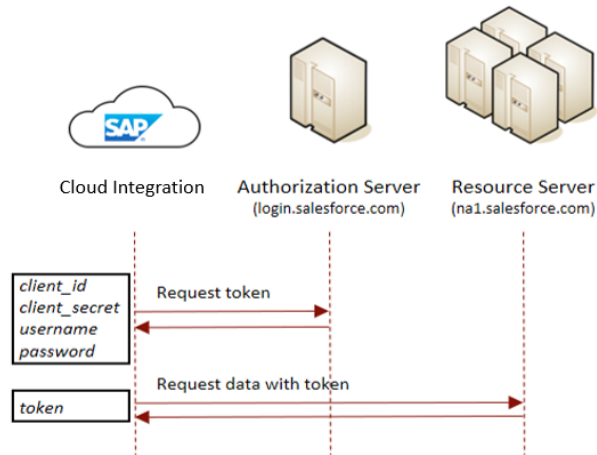 SAP
Cloud Integration
Authorization Server
(login.salesforce.com)
Resource Server
(na1.salesforce.com)
client_id
client_secret
username
password
Request token
Request data with token
token